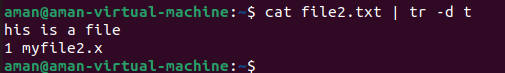 aman@aman-virtual-machine:~$ cat file2.txt | tr -d t
his is a file
1 myfile2.x
aman@aman-virtual-machine:~$